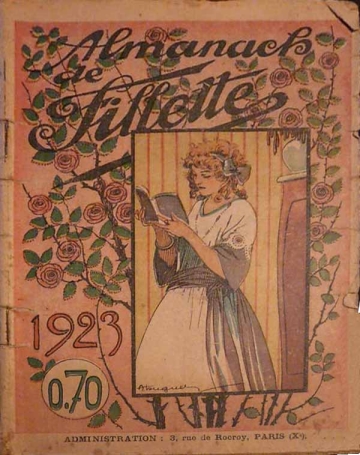 Almanach
de
Fillette
1923
0.70
ADMINISTRATION : 3, rue de Rocroy, PARIS (Xe).